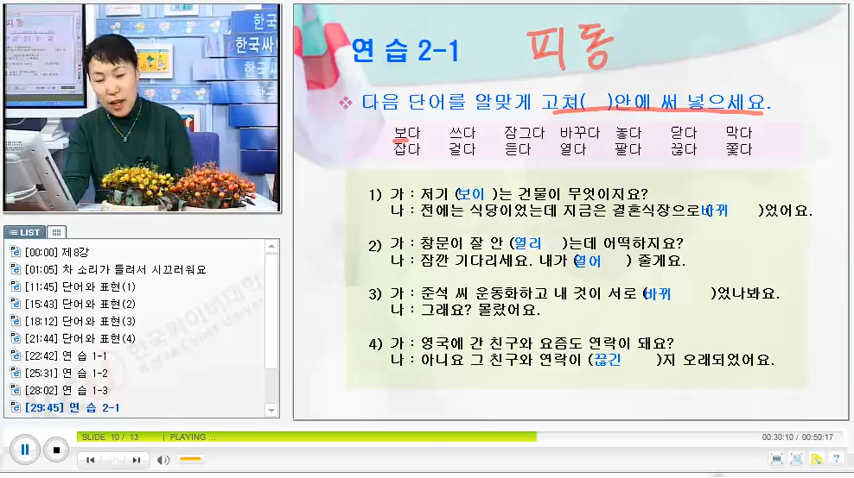 연 습 2-1
피동
❖ 다음 단어를 알맞게 고쳐( )안에 써 넣으세요.
보다 쓰다 잠그다 바꾸다 놓다 닫다 막다
잡다 걸다 듣다 열다 팔다 끊다 쫓다
1) 가 : 저기 (보이 )는 건물이 무엇이지요?
나 : 전에는 식당이었는데 지금은 결혼식장으로(바뀌 )었어요.
2) 가 : 창문이 잘 안 (열리 )는데 어떡하지요?
나 : 잠깐 기다리세요. 내가 (열어 ) 줄게요.
3) 가 : 준석 씨 운동화하고 내 것이 서로 (바뀌 )었나봐요.
나 : 그래요? 몰랐어요.
4) 가 : 영국에 간 친구와 요즘도 연락이 돼요?
나 : 아니요 그 친구와 연락이 (끊긴 )지 오래되었어요.
한국
한국싸
한국싸이
LIST
[00:00] 제8강
[01:05] 차 소리가 들려서 시끄러워요
[11:45] 단어와 표현(1)
[15:43] 단어와 표현(2)
[18:12] 단어와 표현(3)
[21:44] 단어와 표현(4)
[22:42] 연 습 1-1
[25:31] 연 습 1-2
[28:02] 연 습 1-3
[29:45] 연 습 2-1
SLIDE 10 / 13 | PLAYING ...
00:30:10 / 00:50:17